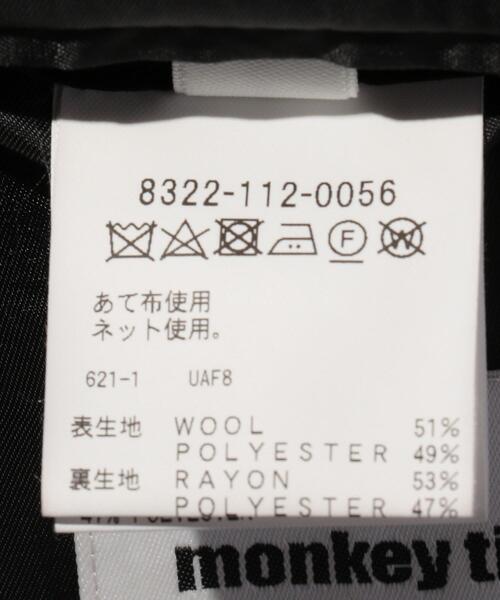 8322-112-0056
F W
あて布使用
ネット使用。
621-1 UAF8
表生地 WOOL 51%
POLYESTER 49%
裏生地 RAYON 53%
POLYESTER 47%
monkey ti